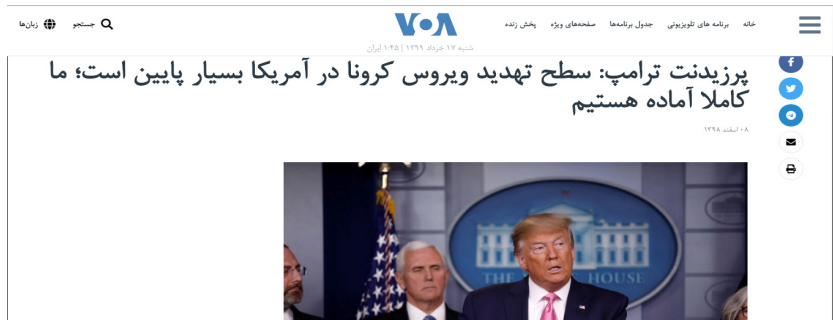 خانه برنامه های تلویزیونی جدول برنامه‌ها صفحه‌های ویژه پخش زنده
VOA
جستجو زبان‌ها
شنبه ۱۷ خرداد ۱۳۹۹ | ۱:۴۵ ایران
پرزیدنت ترامپ: سطح تهدید ویروس کرونا در آمریکا بسیار پایین است؛ ما
کاملا آماده هستیم
۰۸ اسفند ۱۳۹۸
THE WHITE HOUSE